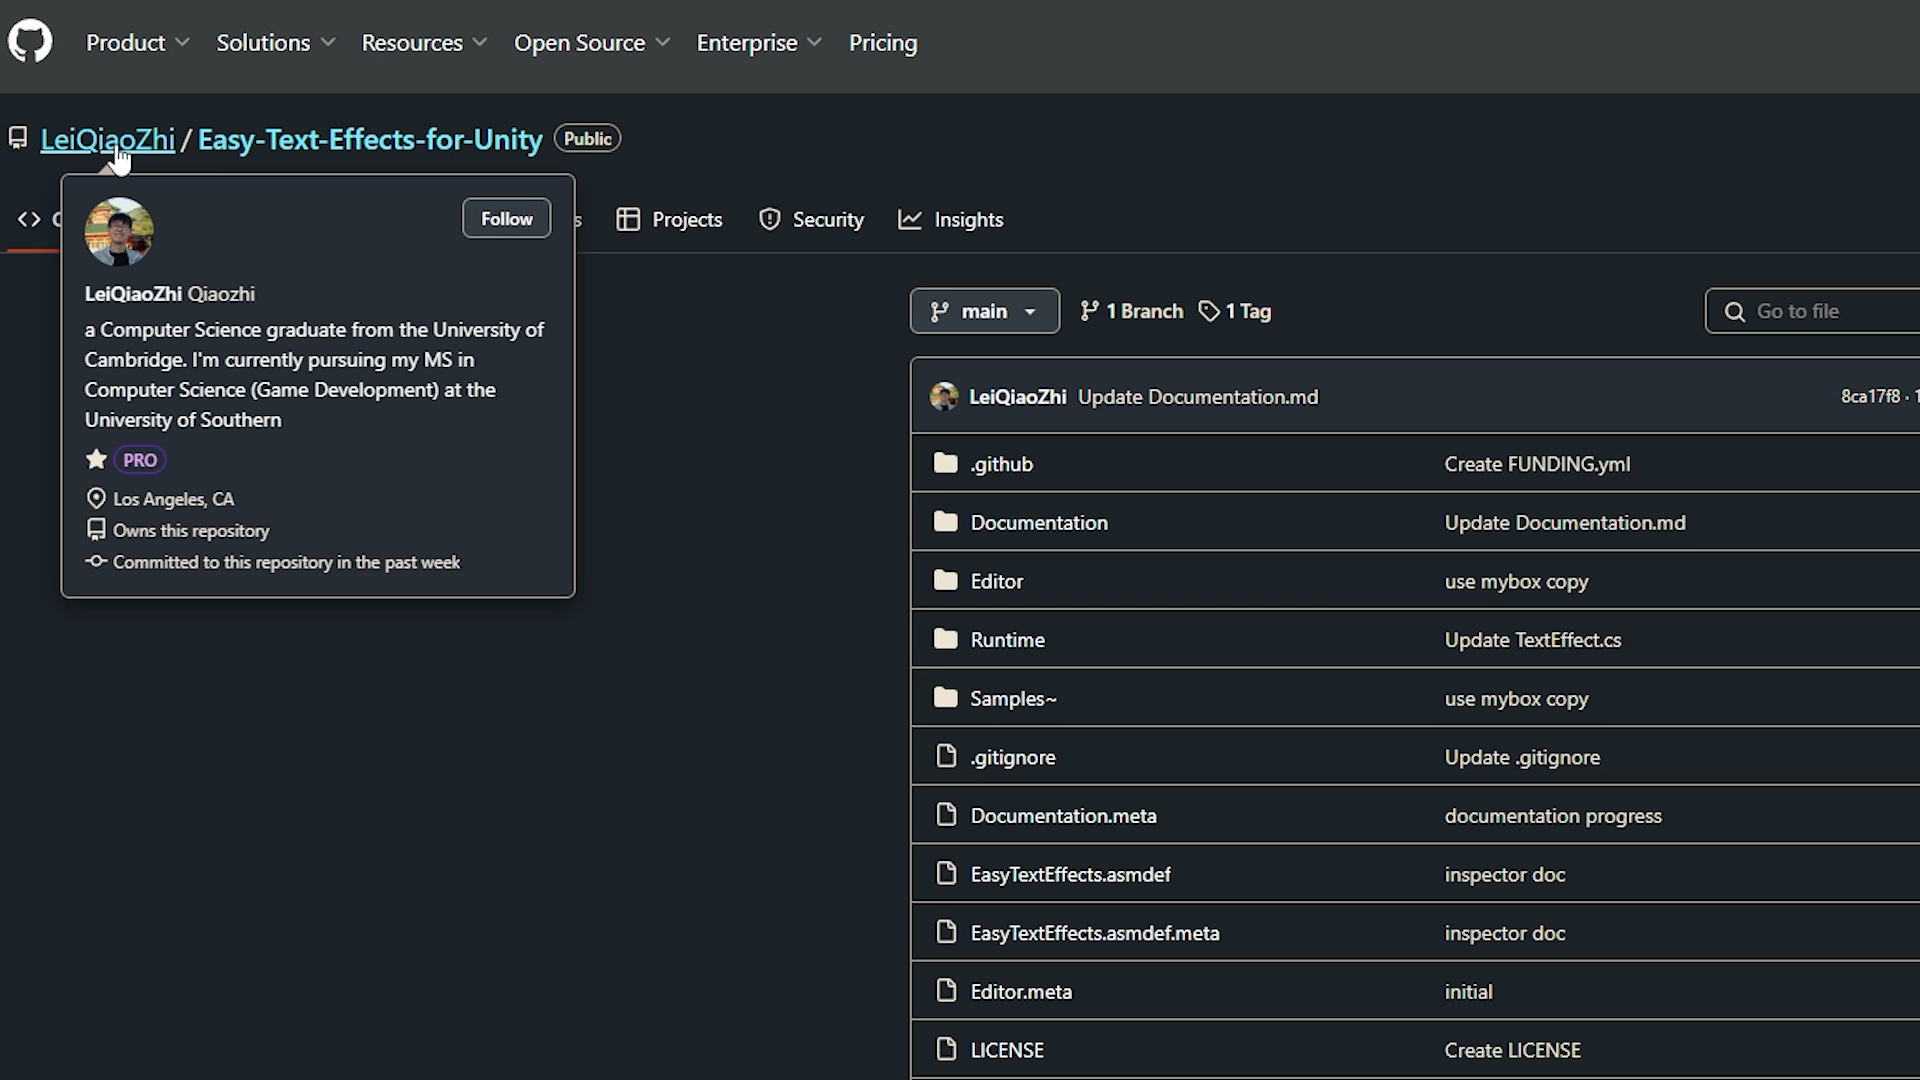 Product Solutions Resources Open Source Enterprise Pricing
LeiQiaoZhi / Easy-Text-Effects-for-Unity Public
Projects Security Insights
Follow
LeiQiaoZhi Qiaozhi
a Computer Science graduate from the University of
Cambridge. I'm currently pursuing my MS in
Computer Science (Game Development) at the
University of Southern
PRO
Los Angeles, CA
Owns this repository
Committed to this repository in the past week
main 1 Branch 1 Tag Go to file
LeiQiaoZhi Update Documentation.md 8ca17f8 ·
.github Create FUNDING.yml
Documentation Update Documentation.md
Editor use mybox copy
Runtime Update TextEffect.cs
Samples~ use mybox copy
.gitignore Update .gitignore
Documentation.meta documentation progress
EasyTextEffects.asmdef inspector doc
EasyTextEffects.asmdef.meta inspector doc
Editor.meta initial
LICENSE Create LICENSE